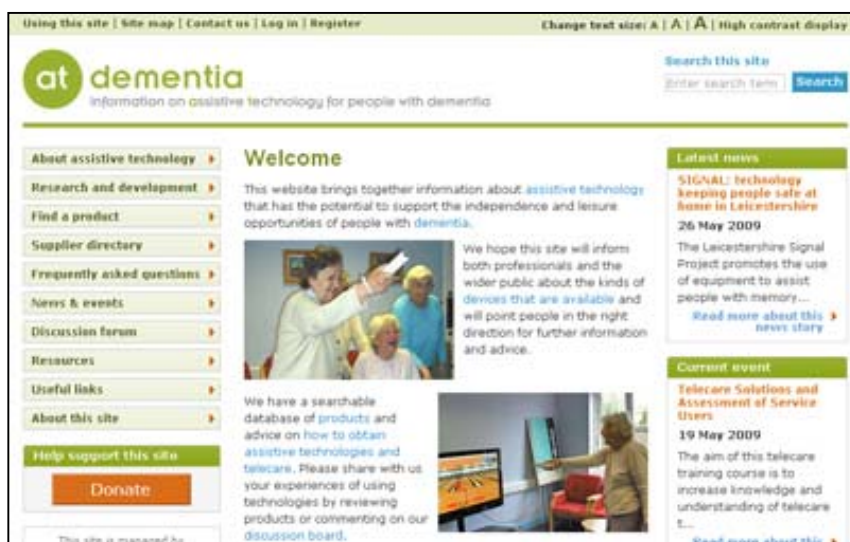 Using this site | Site map | Contact us | Log in | Register
Change text size: A | A | A | High contrast display
at dementia
information on assistive technology for people with dementia
Search this site
Enter search term
Search
About assistive technology
Research and development
Find a product
Supplier directory
Frequently asked questions
News & events
Discussion forum
Resources
Useful links
About this site
Help support this site
Donate
This site is managed by
Welcome
This website brings together information about assistive technology
that has the potential to support the independence and leisure
opportunities of people with dementia.
We hope this site will inform
both professionals and the
wider public about the kinds of
devices that are available and
will point people in the right
direction for further information
and advice.
We have a searchable
database of products and
advice on how to obtain
assistive technologies and
telecare. Please share with us
your experiences of using
technologies by reviewing
products or commenting on our
discussion board.
Latest news
SIGNAL: technology
keeping people safe at
home in Leicestershire
26 May 2009
The Leicestershire Signal
Project promotes the use
of equipment to assist
people with memory...
Read more about this
news story
Current event
Telecare Solutions and
Assessment of Service
Users
19 May 2009
The aim of this telecare
training course is to
increase knowledge and
understanding of telecare
t...
Read more about this